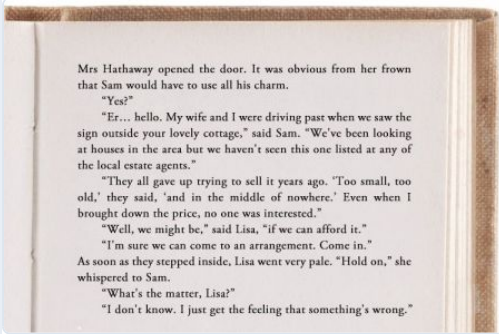 Mrs Hathaway opened the door. It was obvious from her frown
that Sam would have to use all his charm.
“Yes?”
“Er... hello. My wife and I were driving past when we saw the
sign outside your lovely cottage,” said Sam. “We’ve been looking
at houses in the area but we haven’t seen this one listed at any of
the local estate agents.”
“They all gave up trying to sell it years ago. ‘Too small, too
old,’ they said, ‘and in the middle of nowhere.’ Even when I
brought down the price, no one was interested.”
“Well, we might be,” said Lisa, “if we can afford it.”
“I’m sure we can come to an arrangement. Come in.”
As soon as they stepped inside, Lisa went very pale. “Hold on,” she
whispered to Sam.
“What’s the matter, Lisa?”
“I don’t know. I just get the feeling that something’s wrong.”